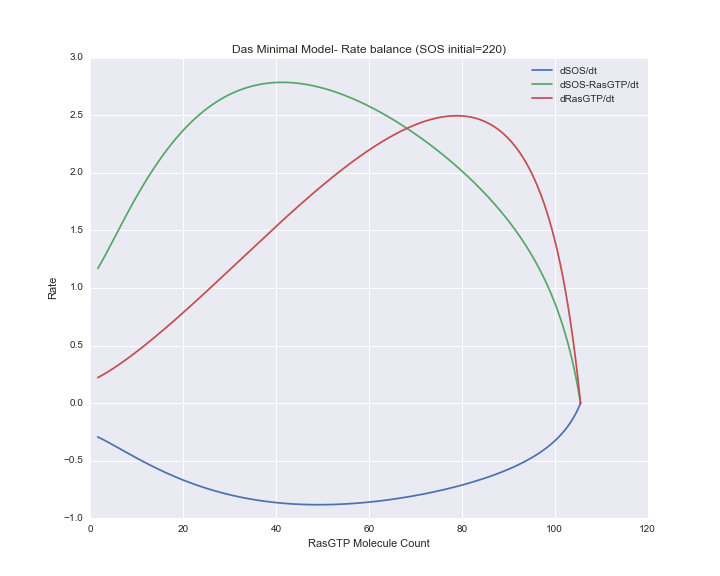 Das Minimal Model- Rate balance (SOS initial=220)
dSOS/dt
dSOS-RasGTP/dt
dRasGTP/dt
3.0
2.5
2.0
1.5
1.0
0.5
0.0
−0.5
−1.0
Rate
0 20 40 60 80 100 120
RasGTP Molecule Count